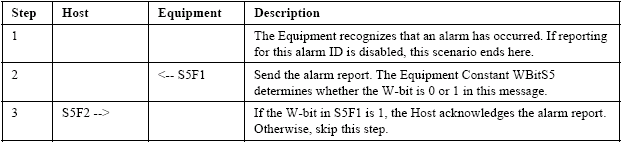 Step Host Equipment Description
1 The Equipment recognizes that an alarm has occurred. If reporting
for this alarm ID is disabled, this scenario ends here.
2 <-- S5F1 Send the alarm report. The Equipment Constant WBitS5
determines whether the W-bit is 0 or 1 in this message.
3 S5F2 --> If the W-bit in S5F1 is 1, the Host acknowledges the alarm report.
Otherwise, skip this step.